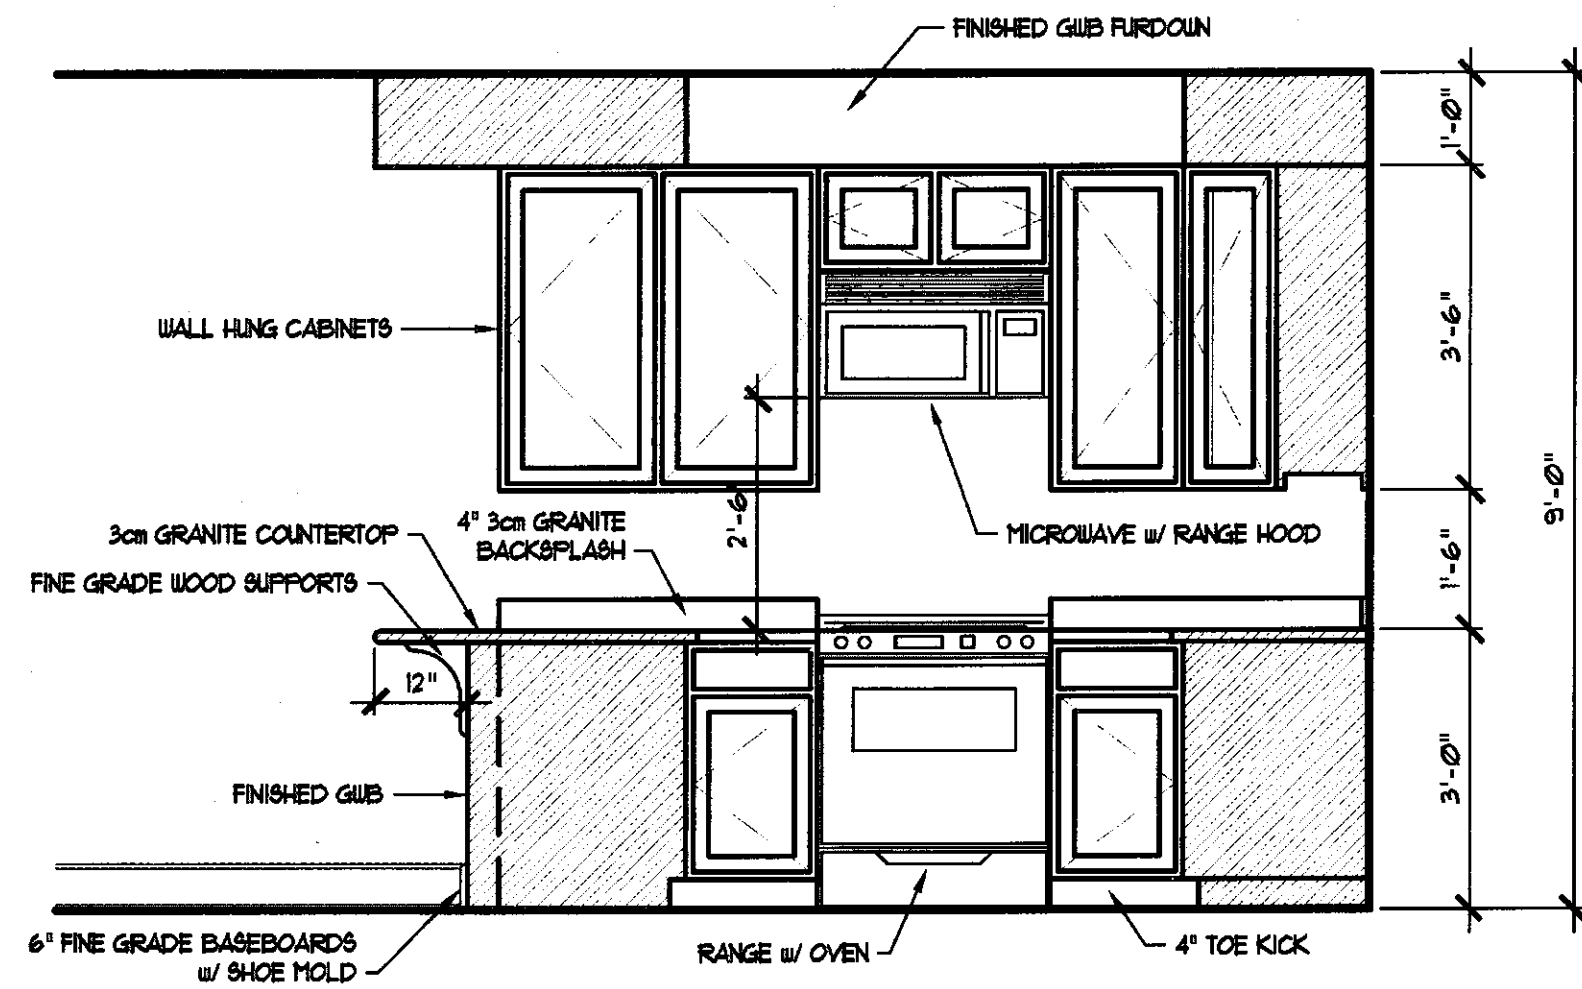 FINISHED GWB FURDOWN
1'-0"
WALL HUNG CABINETS
3'-6"
9'-0"
2'-6"
3cm GRANITE COUNTERTOP
4" 3cm GRANITE
BACKSPLASH
MICROWAVE w/ RANGE HOOD
1'-6"
FINE GRADE WOOD SUPPORTS
12"
3'-0"
FINISHED GWB
6" FINE GRADE BASEBOARDS
w/ SHOE MOLD
RANGE w/ OVEN
4" TOE KICK